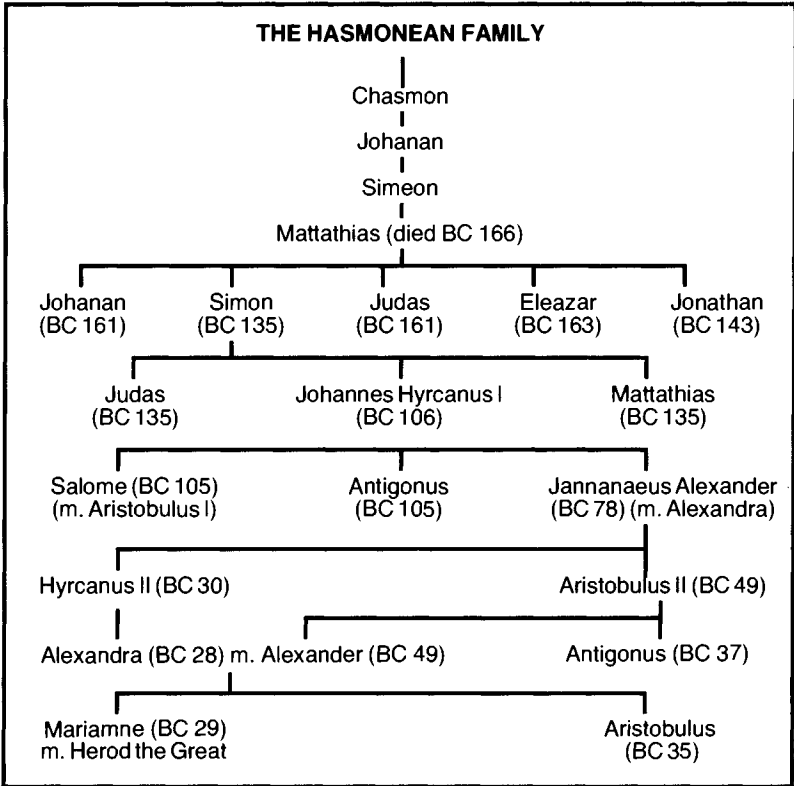 THE HASMONEAN FAMILY
Chasmon
Johanan
Simeon
Mattathias (died BC 166)
Johanan Simon Judas Eleazar Jonathan
(BC 161) (BC 135) (BC 161) (BC 163) (BC 143)
Judas Johannes Hyrcanus I Mattathias
(BC 135) (BC 106) (BC 135)
Salome (BC 105) Antigonus Jannanaeus Alexander
(m. Aristobulus I) (BC 105) (BC 78) (m. Alexandra)
Hyrcanus II (BC 30) Aristobulus II (BC 49)
Alexandra (BC 28) m. Alexander (BC 49) Antigonus (BC 37)
Mariamne (BC 29) Aristobulus
m. Herod the Great (BC 35)